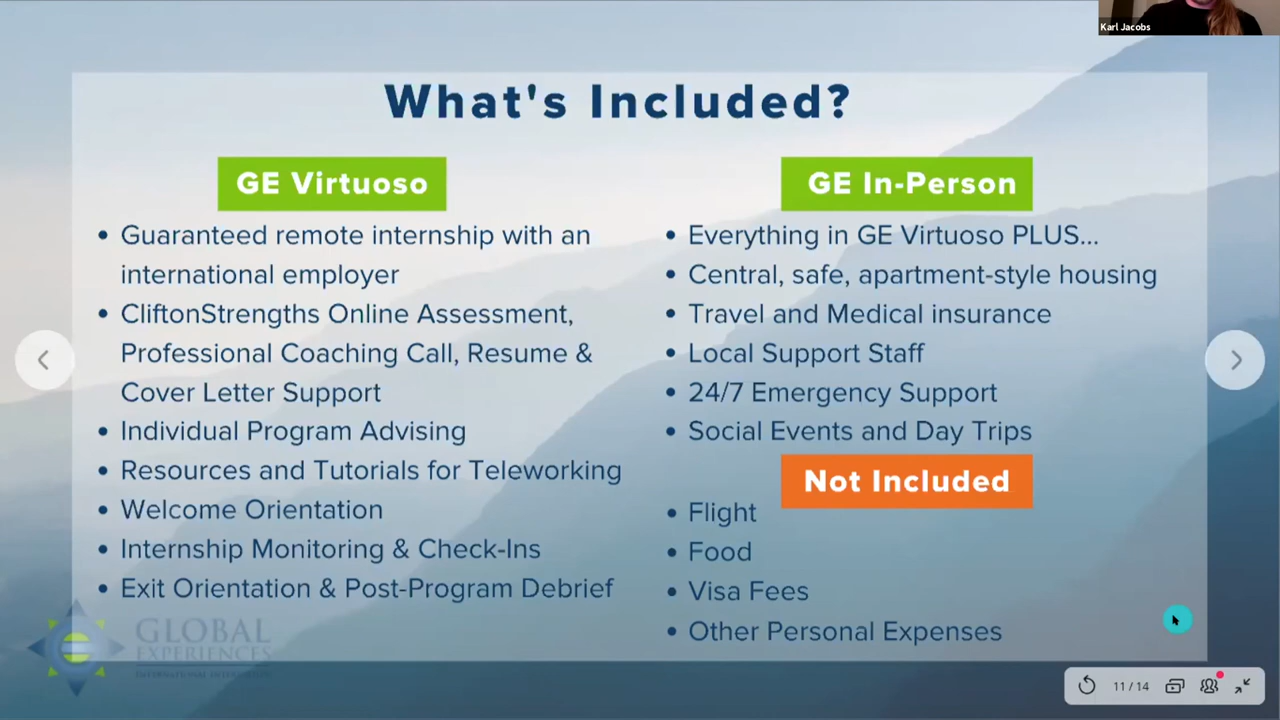 Karl Jacobs
What's Included?
GE Virtuoso
Guaranteed remote internship with an
international employer
CliftonStrengths Online Assessment,
Professional Coaching Call, Resume &
Cover Letter Support
Individual Program Advising
Resources and Tutorials for Teleworking
Welcome Orientation
Internship Monitoring & Check-Ins
Exit Orientation & Post-Program Debrief
GE In-Person
Everything in GE Virtuoso PLUS...
Central, safe, apartment-style housing
Travel and Medical insurance
Local Support Staff
24/7 Emergency Support
Social Events and Day Trips
Not Included
Flight
Food
Visa Fees
Other Personal Expenses
GLOBAL
EXPERIENCES
11 / 14